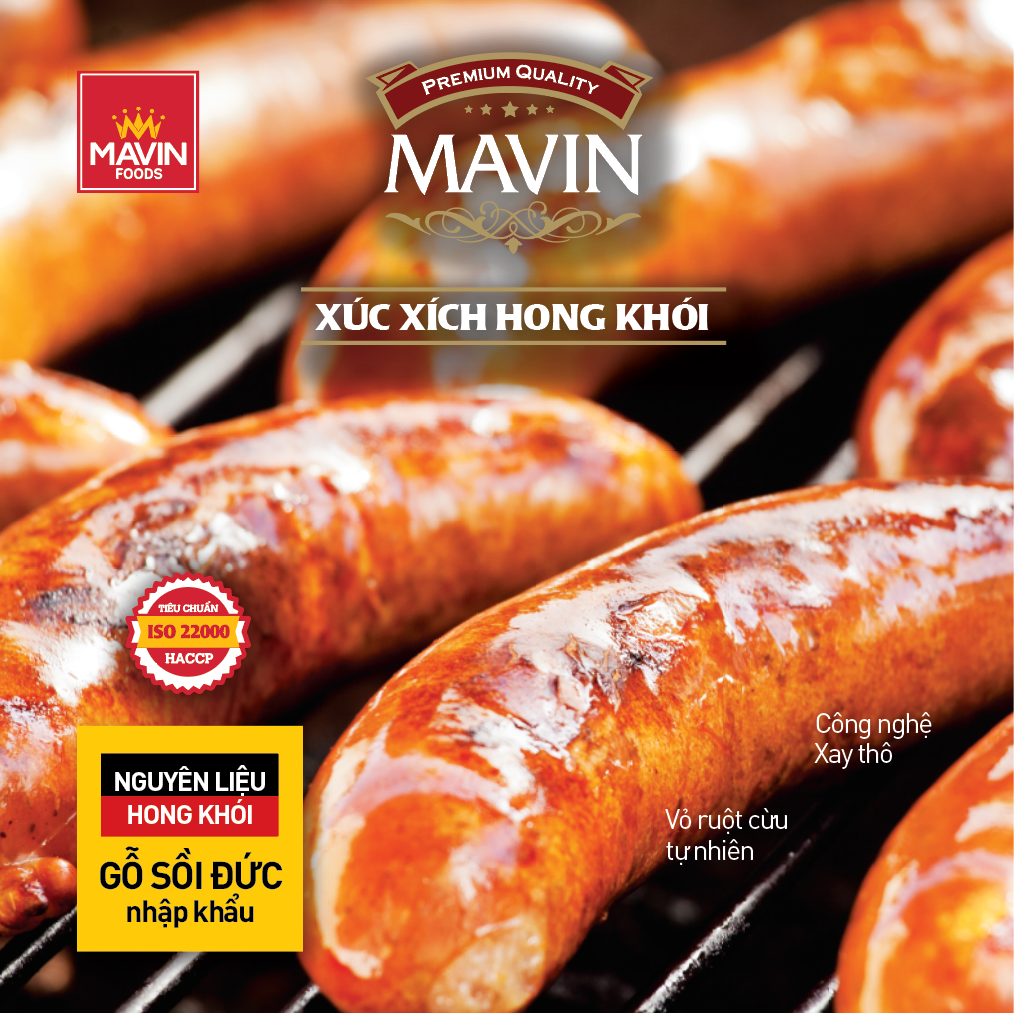 PREMIUM QUALITY
MAVIN
FOODS
MAVIN
XÚC XÍCH HONG KHÓI
TIÊU CHUẨN
ISO 22000
HACCP
Công nghệ
Xay thô
NGUYÊN LIỆU
HONG KHÓI
Vỏ ruột cừu
tự nhiên
GỖ SỒI ĐỨC
nhập khẩu